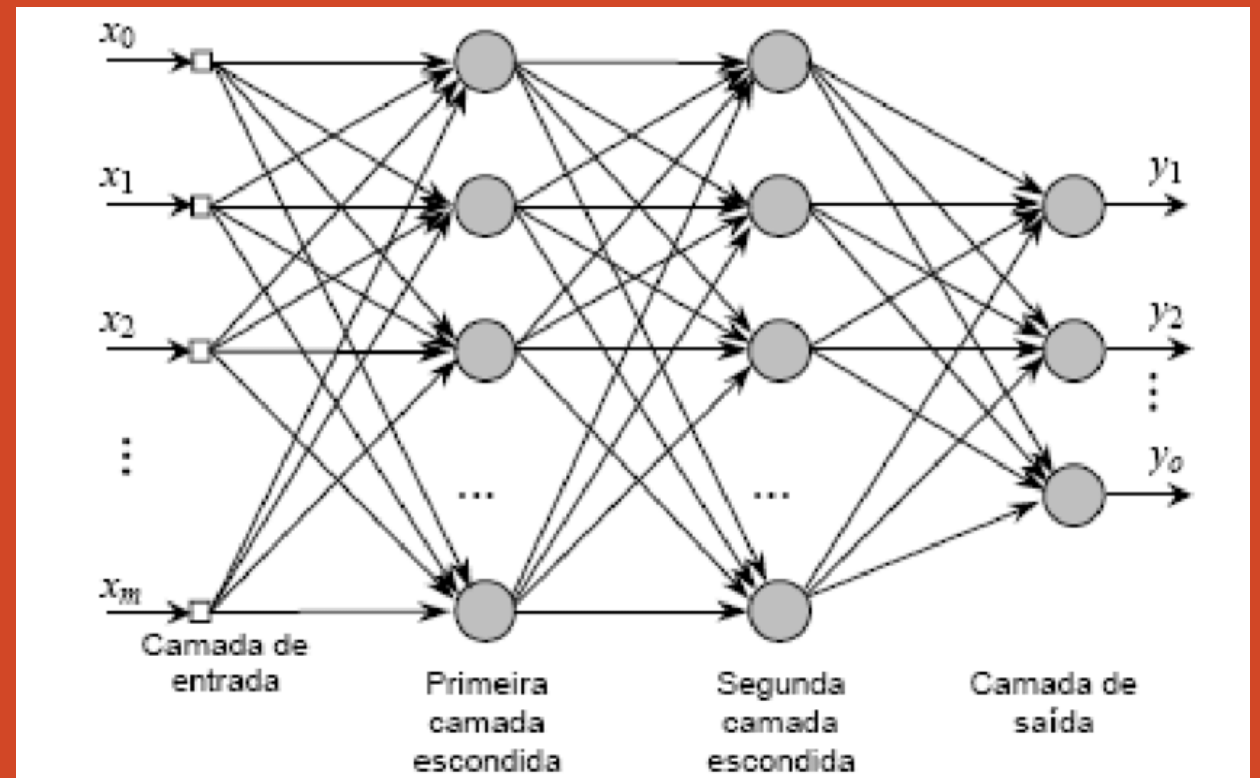 x0
x1
y1
x2
y2
⋮
⋮
yo
...
...
xm
Camada de
entrada
Primeira
camada
escondida
Segunda
camada
escondida
Camada de
saída